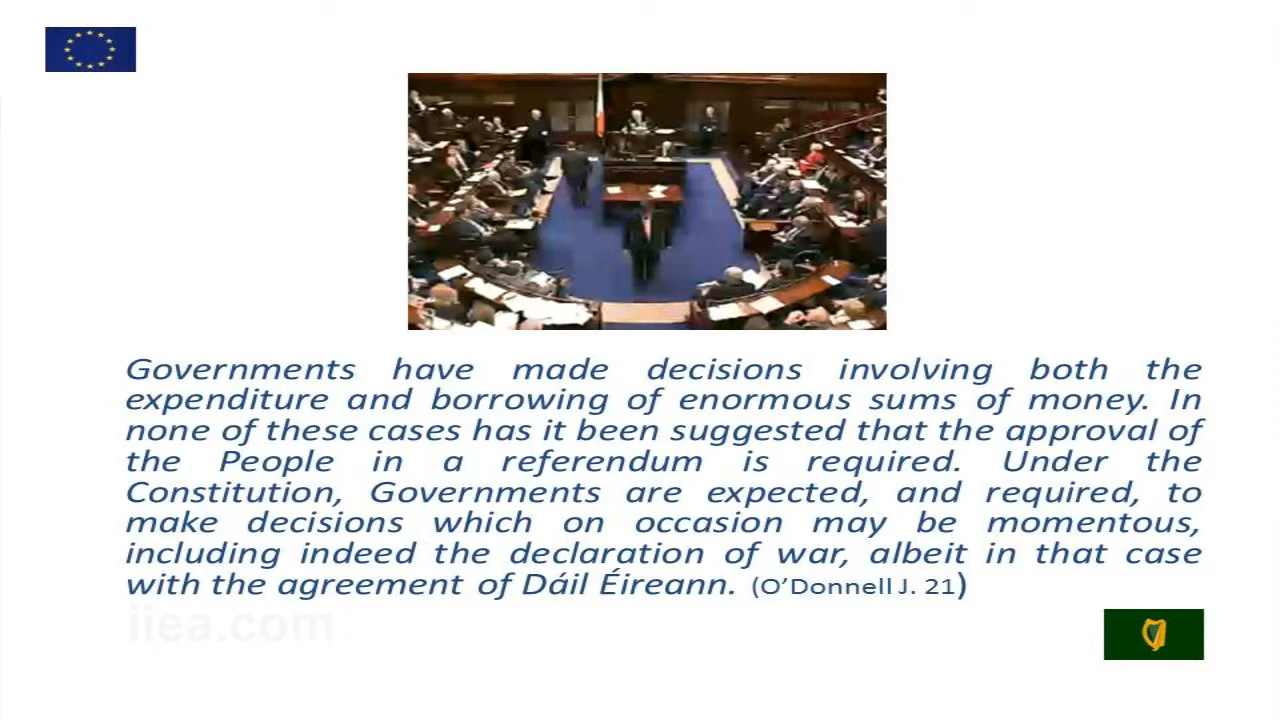 Governments have made decisions involving both the
expenditure and borrowing of enormous sums of money. In
none of these cases has it been suggested that the approval of
the People in a referendum is required. Under the
Constitution, Governments are expected, and required, to
make decisions which on occasion may be momentous,
including indeed the declaration of war, albeit in that case
with the agreement of Dáil Éireann. (O’Donnell J. 21)
iiea.com